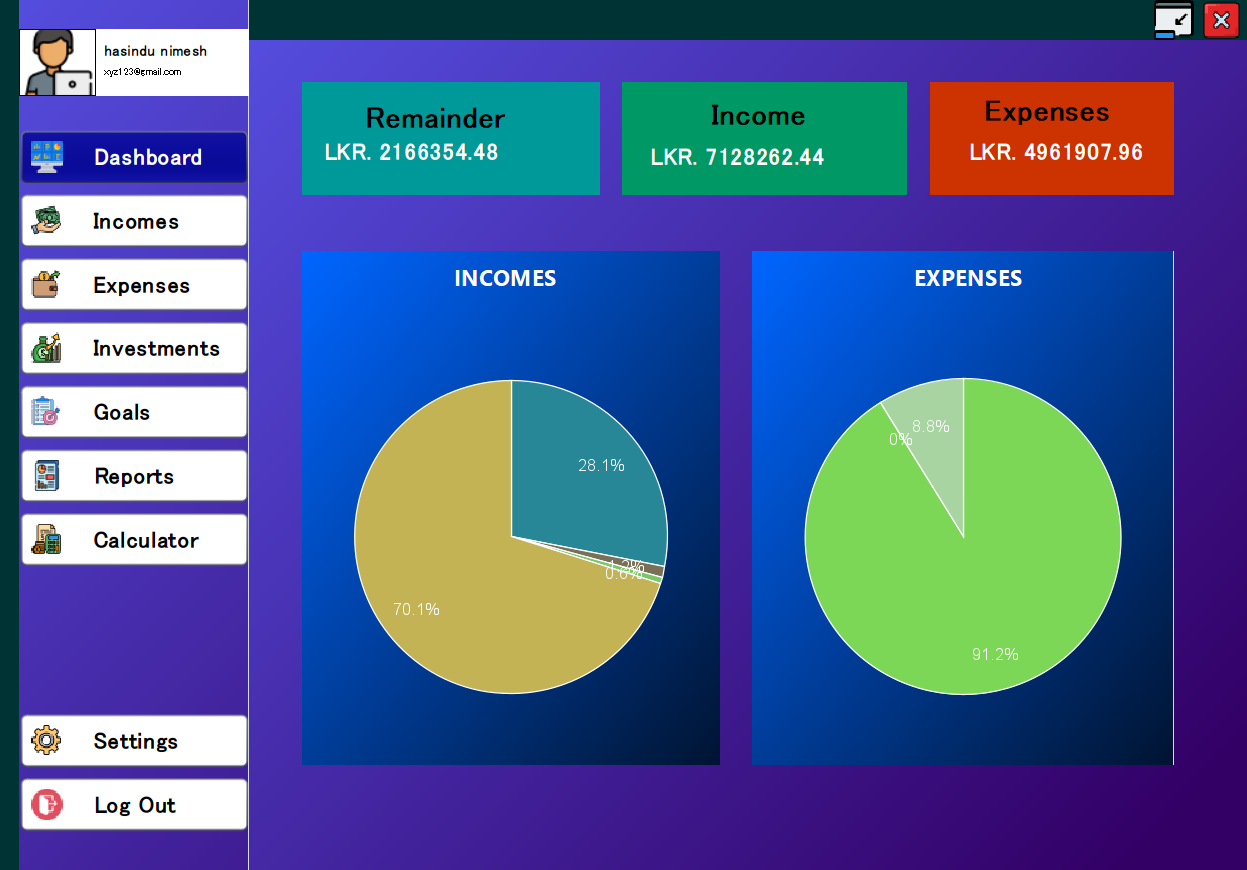 hasindu nimesh
xyz123@gmail.com
Dashboard
Incomes
Expenses
Investments
Goals
Reports
Calculator
Settings
Log Out
Remainder
LKR. 2166354.48
Income
LKR. 7128262.44
Expenses
LKR. 4961907.96
INCOMES
28.1%
0.6%
70.1%
EXPENSES
8.8%
0%
91.2%